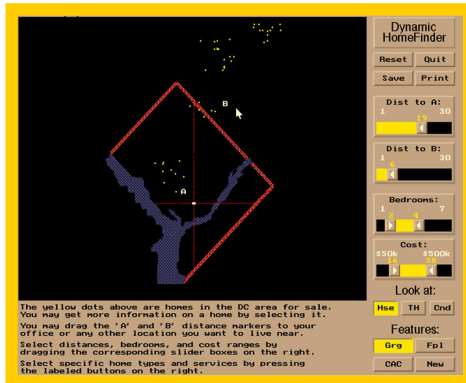 Dynamic
HomeFinder
Reset Quit
Save Print
Dist to A:
1 30
19
Dist to B:
1 30
6
Bedrooms:
1 7
2 4
Cost:
$50k $500k
16 30
Look at:
Hse TH Cnd
Features:
Grg Fpl
CAC New
B
A
The yellow dots above are homes in the DC area for sale.
You may get more information on a home by selecting it.
You may drag the 'A' and 'B' distance markers to your
office or any other location you want to live near.
Select distances, bedrooms, and cost ranges by
dragging the corresponding slider boxes on the right.
Select specific home types and services by pressing
the labeled buttons on the right.